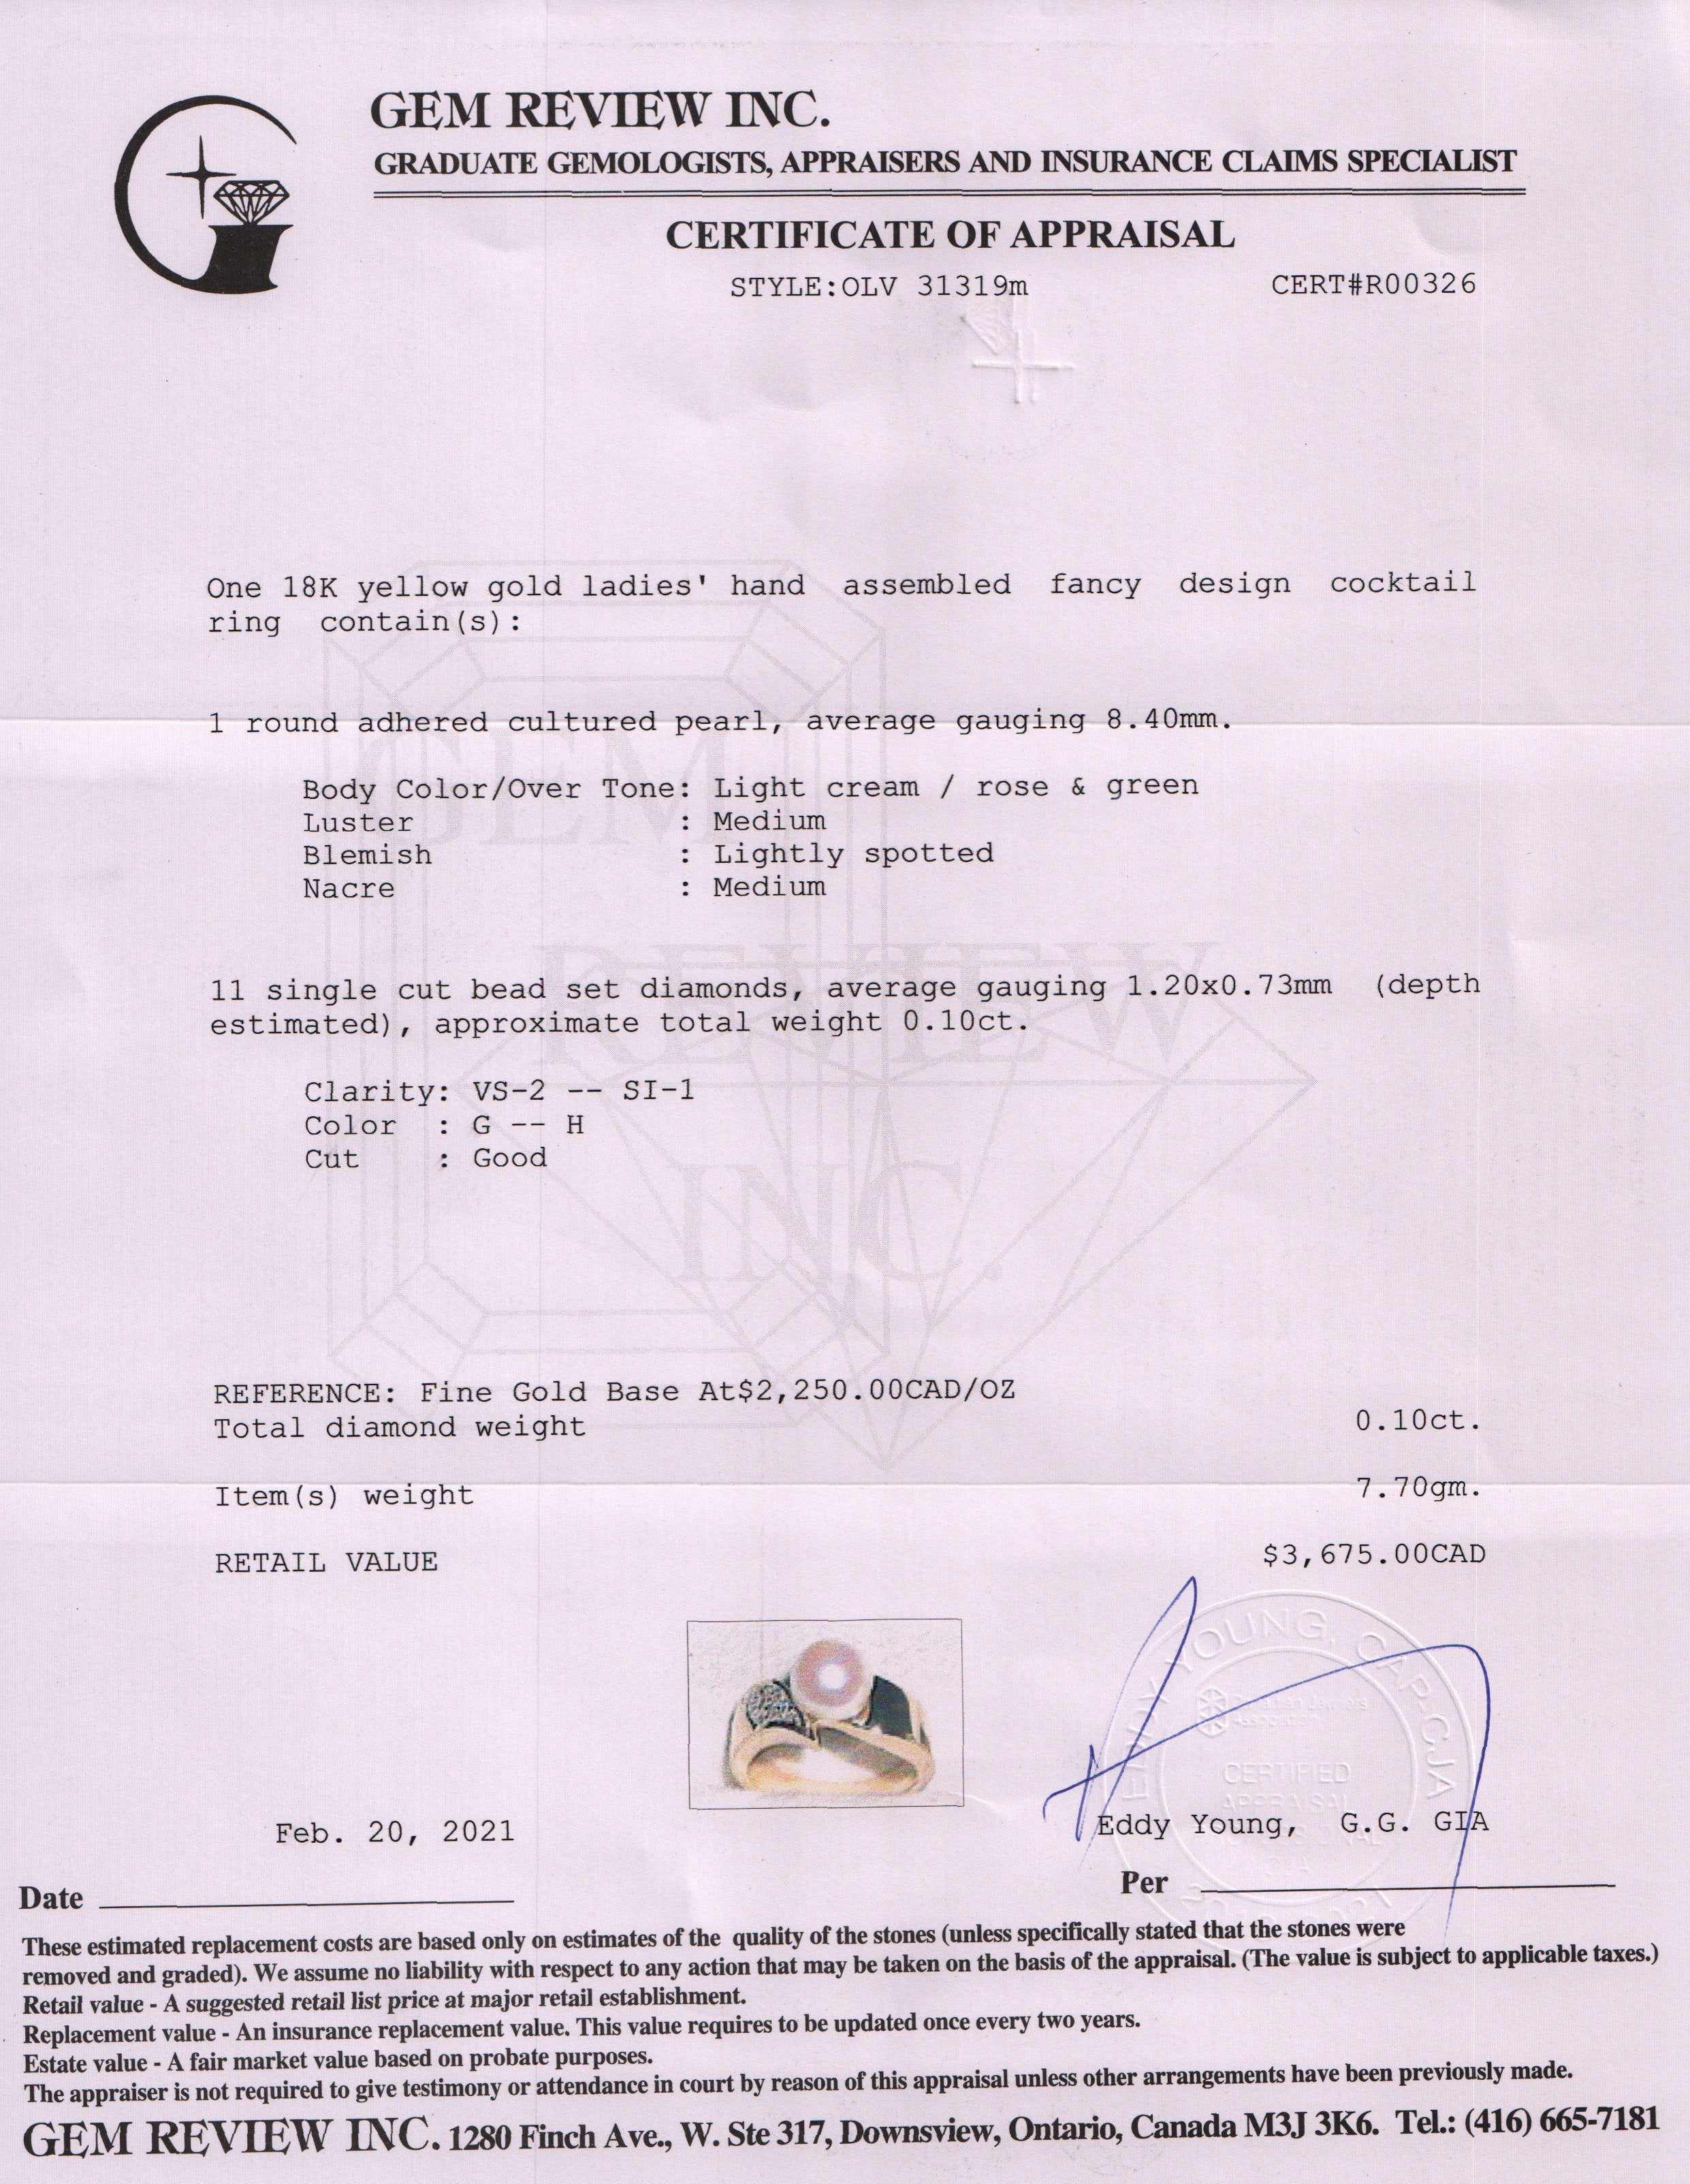 GEM REVIEW INC.
GRADUATE GEMOLOGISTS, APPRAISERS AND INSURANCE CLAIMS SPECIALIST
CERTIFICATE OF APPRAISAL
STYLE:OLV 31319m CERT#R00326
One 18K yellow gold ladies' hand assembled fancy design cocktail
ring contain(s):
1 round adhered cultured pearl, average gauging 8.40mm.
Body Color/Over Tone: Light cream / rose & green
Luster : Medium
Blemish : Lightly spotted
Nacre : Medium
GEM
REVIEW
INC.
11 single cut bead set diamonds, average gauging 1.20x0.73mm (depth
estimated), approximate total weight 0.10ct.
Clarity: VS-2 -- SI-1
Color : G -- H
Cut : Good
REFERENCE: Fine Gold Base At$2,250.00CAD/OZ
Total diamond weight 0.10ct.
Item(s) weight 7.70gm.
RETAIL VALUE $3,675.00CAD
YOUNG, CAP-CJA
CERTIFIED
APPRAISAL
Feb. 20, 2021
Eddy Young, G.G. GIA
Date
Per
These estimated replacement costs are based only on estimates of the quality of the stones (unless specifically stated that the stones were
removed and graded). We assume no liability with respect to any action that may be taken on the basis of the appraisal. (The value is subject to applicable taxes.)
Retail value - A suggested retail list price at major retail establishment.
Replacement value - An insurance replacement value. This value requires to be updated once every two years.
Estate value - A fair market value based on probate purposes.
The appraiser is not required to give testimony or attendance in court by reason of this appraisal unless other arrangements have been previously made.
GEM REVIEW INC. 1280 Finch Ave., W. Ste 317, Downsview, Ontario, Canada M3J 3K6. Tel.: (416) 665-7181